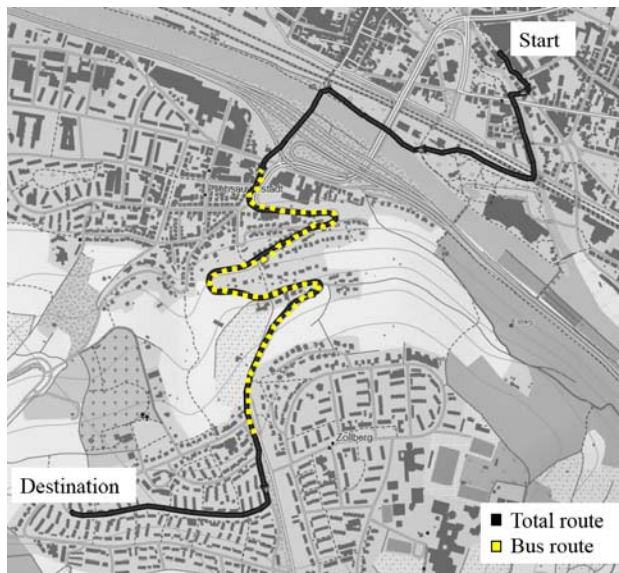 Start
Zollberg
Destination
Total route
Bus route